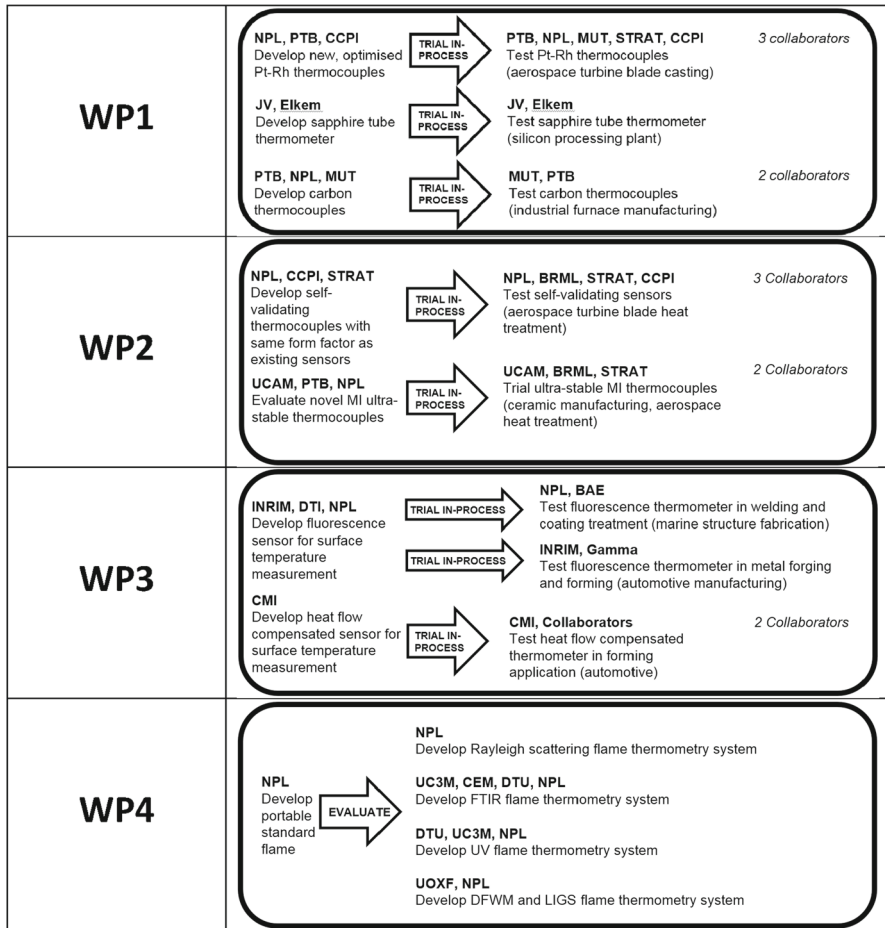 WP1
NPL, PTB, CCPI
Develop new, optimised
Pt-Rh thermocouples
TRIAL IN-
PROCESS
PTB, NPL, MUT, STRAT, CCPI
Test Pt-Rh thermocouples
(aerospace turbine blade casting)
3 collaborators
JV, Elkem
Develop sapphire tube
thermometer
TRIAL IN-
PROCESS
JV, Elkem
Test sapphire tube thermometer
(silicon processing plant)
PTB, NPL, MUT
Develop carbon
thermocouples
TRIAL IN-
PROCESS
MUT, PTB
Test carbon thermocouples
(industrial furnace manufacturing)
2 collaborators
WP2
NPL, CCPI, STRAT
Develop self-
validating
thermocouples with
same form factor as
existing sensors
TRIAL IN-
PROCESS
NPL, BRML, STRAT, CCPI
Test self-validating sensors
(aerospace turbine blade heat
treatment)
3 Collaborators
UCAM, PTB, NPL
Evaluate novel MI ultra-
stable thermocouples
TRIAL IN-
PROCESS
UCAM, BRML, STRAT
Trial ultra-stable MI thermocouples
(ceramic manufacturing, aerospace
heat treatment)
2 Collaborators
WP3
INRIM, DTI, NPL
Develop fluorescence
sensor for surface
temperature
measurement
TRIAL IN-PROCESS
NPL, BAE
Test fluorescence thermometer in welding and
coating treatment (marine structure fabrication)
TRIAL IN-PROCESS
INRIM, Gamma
Test fluorescence thermometer in metal forging
and forming (automotive manufacturing)
CMI
Develop heat flow
compensated sensor for
surface temperature
measurement
TRIAL IN-
PROCESS
CMI, Collaborators
Test heat flow compensated
thermometer in forming
application (automotive)
2 Collaborators
WP4
NPL
Develop
portable
standard
flame
EVALUATE
NPL
Develop Rayleigh scattering flame thermometry system
UC3M, CEM, DTU, NPL
Develop FTIR flame thermometry system
DTU, UC3M, NPL
Develop UV flame thermometry system
UOXF, NPL
Develop DFWM and LIGS flame thermometry system